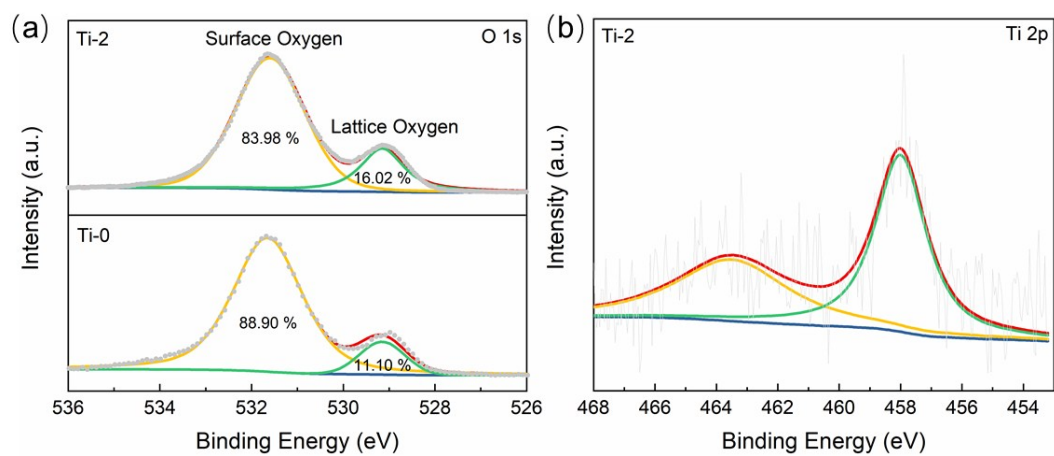 (a)
Ti-2
Surface Oxygen
O 1s
Lattice Oxygen
83.98 %
16.02 %
Ti-0
88.90 %
11.10 %
Intensity (a.u.)
536 534 532 530 528 526
Binding Energy (eV)
(b)
Ti-2
Ti 2p
Intensity (a.u.)
468 466 464 462 460 458 456 454
Binding Energy (eV)